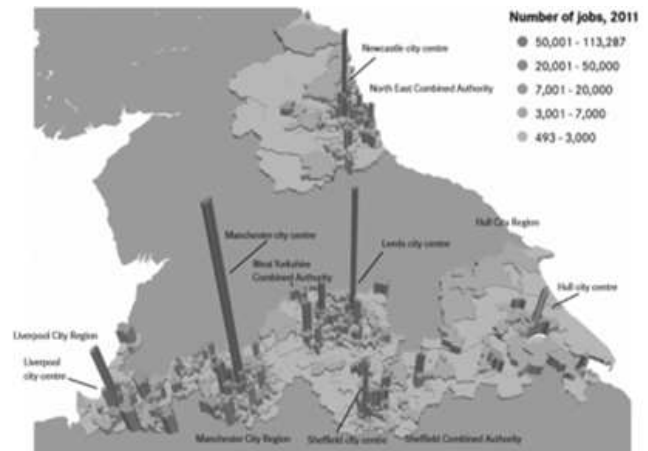 Number of jobs, 2011
50,001 - 113,287
20,001 - 50,000
7,001 - 20,000
3,001 - 7,000
493 - 3,000
Newcastle city centre
North East Combined Authority
Hull City Region
Manchester city centre
Leeds city centre
West Yorkshire
Combined Authority
Hull city centre
Liverpool City Region
Liverpool
city centre
Manchester City Region
Sheffield city centre
Sheffield Combined Authority